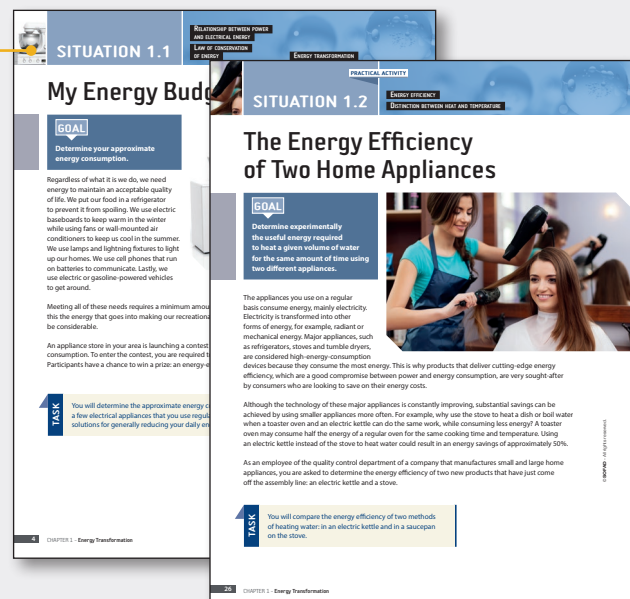 SITUATION 1.1
RELATIONSHIP BETWEEN POWER
AND ELECTRICAL ENERGY
LAW OF CONSERVATION
OF ENERGY
ENERGY TRANSFORMATION
My Energy Budg
GOAL
Determine your approximate
energy consumption.
Regardless of what it is we do, we need
energy to maintain an acceptable quality
of life. We put our food in a refrigerator
to prevent it from spoiling. We use electric
baseboards to keep warm in the winter
while using fans or wall-mounted air
conditioners to keep us cool in the summer.
We use lamps and lightning fixtures to light
up our homes. We use cell phones that run
on batteries to communicate. Lastly, we
use electric or gasoline-powered vehicles
to get around.
Meeting all of these needs requires a minimum amou
this the energy that goes into making our recreationa
be considerable.
An appliance store in your area is launching a contest
consumption. To enter the contest, you are required t
Participants have a chance to win a prize: an energy-e
TASK
You will determine the approximate energy c
a few electrical appliances that you use regula
solutions for generally reducing your daily en
4 CHAPTER 1 – Energy Transformation
PRACTICAL ACTIVITY
SITUATION 1.2
ENERGY EFFICIENCY
DISTINCTION BETWEEN HEAT AND TEMPERATURE
The Energy Efficiency
of Two Home Appliances
GOAL
Determine experimentally
the useful energy required
to heat a given volume of water
for the same amount of time using
two different appliances.
The appliances you use on a regular
basis consume energy, mainly electricity.
Electricity is transformed into other
forms of energy, for example, radiant or
mechanical energy. Major appliances, such
as refrigerators, stoves and tumble dryers,
are considered high-energy-consumption
devices because they consume the most energy. This is why products that deliver cutting-edge energy
efficiency, which are a good compromise between power and energy consumption, are very sought-after
by consumers who are looking to save on their energy costs.
Although the technology of these major appliances is constantly improving, substantial savings can be
achieved by using smaller appliances more often. For example, why use the stove to heat a dish or boil water
when a toaster oven and an electric kettle can do the same work, while consuming less energy? A toaster
oven may consume half the energy of a regular oven for the same cooking time and temperature. Using
an electric kettle instead of the stove to heat water could result in an energy savings of approximately 50%.
As an employee of the quality control department of a company that manufactures small and large home
appliances, you are asked to determine the energy efficiency of two new products that have just come
off the assembly line: an electric kettle and a stove.
TASK
You will compare the energy efficiency of two methods
of heating water: in an electric kettle and in a saucepan
on the stove.
© SOFAD - All rights reserved.
26 CHAPTER 1 – Energy Transformation